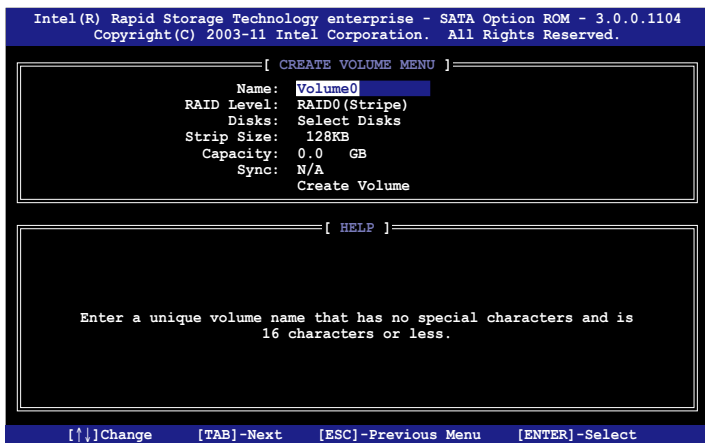 Intel(R) Rapid Storage Technology enterprise - SATA Option ROM - 3.0.0.1104
Copyright(C) 2003-11 Intel Corporation. All Rights Reserved.
[ CREATE VOLUME MENU ]
Name: Volume0
RAID Level: RAID0(Stripe)
Disks: Select Disks
Strip Size: 128KB
Capacity: 0.0 GB
Sync: N/A
Create Volume
[ HELP ]
Enter a unique volume name that has no special characters and is
16 characters or less.
[↑↓]Change [TAB]-Next [ESC]-Previous Menu [ENTER]-Select